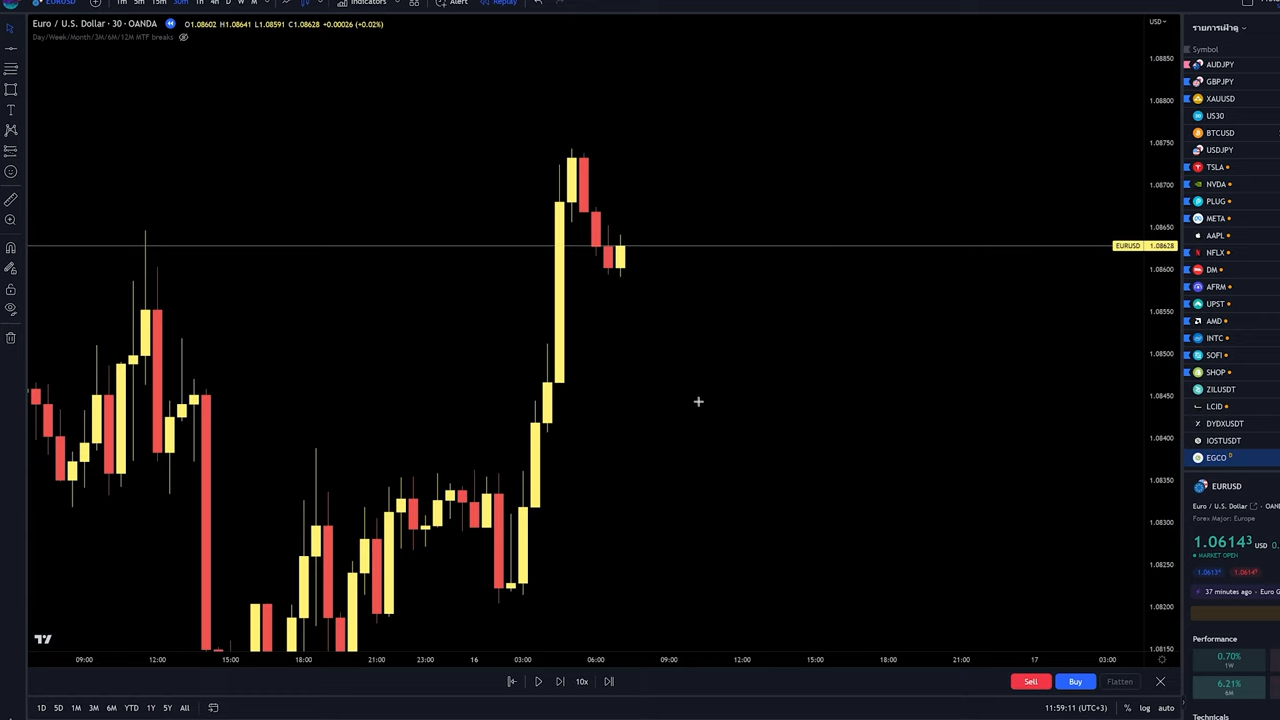 EURUSD
1m 5m 15m 30m 1h 4h D W M
Indicators
Alert
Replay
Euro / U.S. Dollar · 30 · OANDA
O1.08602 H1.08641 L1.08591 C1.08628 +0.00026 (+0.02%)
Day/Week/Month/3M/6M/12M MTF breaks
USD
1.08850
1.08800
1.08750
1.08700
1.08650
EURUSD 1.08628
1.08600
1.08550
1.08500
1.08450
1.08400
1.08350
1.08300
1.08250
1.08200
1.08150
09:00 12:00 15:00 18:00 21:00 23:00 16 03:00 06:00 09:00 12:00 15:00 18:00 21:00 17 03:00
10x
Sell Buy Flatten
1D 5D 1M 3M 6M YTD 1Y 5Y All
11:59:11 (UTC+3) % log auto
รายการเฝ้าดู
Symbol
AUDJPY
GBPJPY
XAUUSD
US30
BTCUSD
USDJPY
TSLA
NVDA
PLUG
META
AAPL
NFLX
DM
AFRM
UPST
AMD
INTC
SOFI
SHOP
ZILUSDT
LCID
DYDXUSDT
IOSTUSDT
EGCO D
EURUSD
Euro / U.S. Dollar
Forex Major: Europe
1.06143 USD
MARKET OPEN
37 minutes ago · Euro
Performance
0.70%
1W
6.21%
6M
Technicals